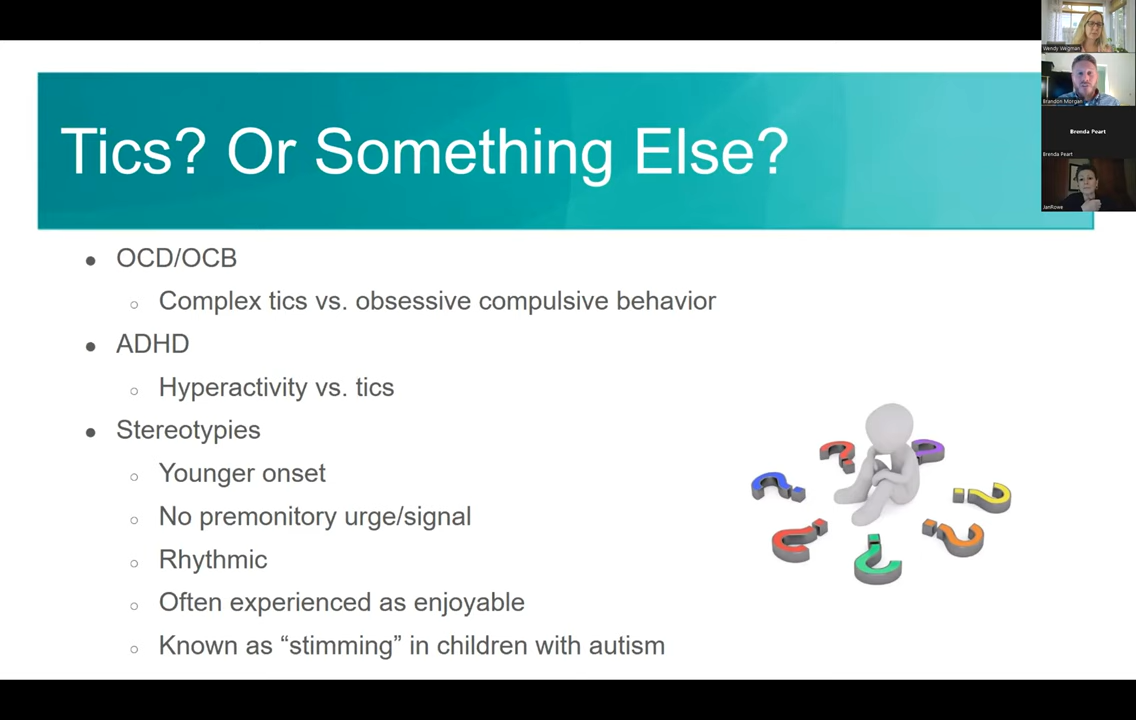 Tics? Or Something Else?
• OCD/OCB
○ Complex tics vs. obsessive compulsive behavior
• ADHD
○ Hyperactivity vs. tics
• Stereotypies
○ Younger onset
○ No premonitory urge/signal
○ Rhythmic
○ Often experienced as enjoyable
○ Known as “stimming” in children with autism
Wendy Wegman
Brandon Morgan
Brenda Peart
Brenda Peart
JanRowe